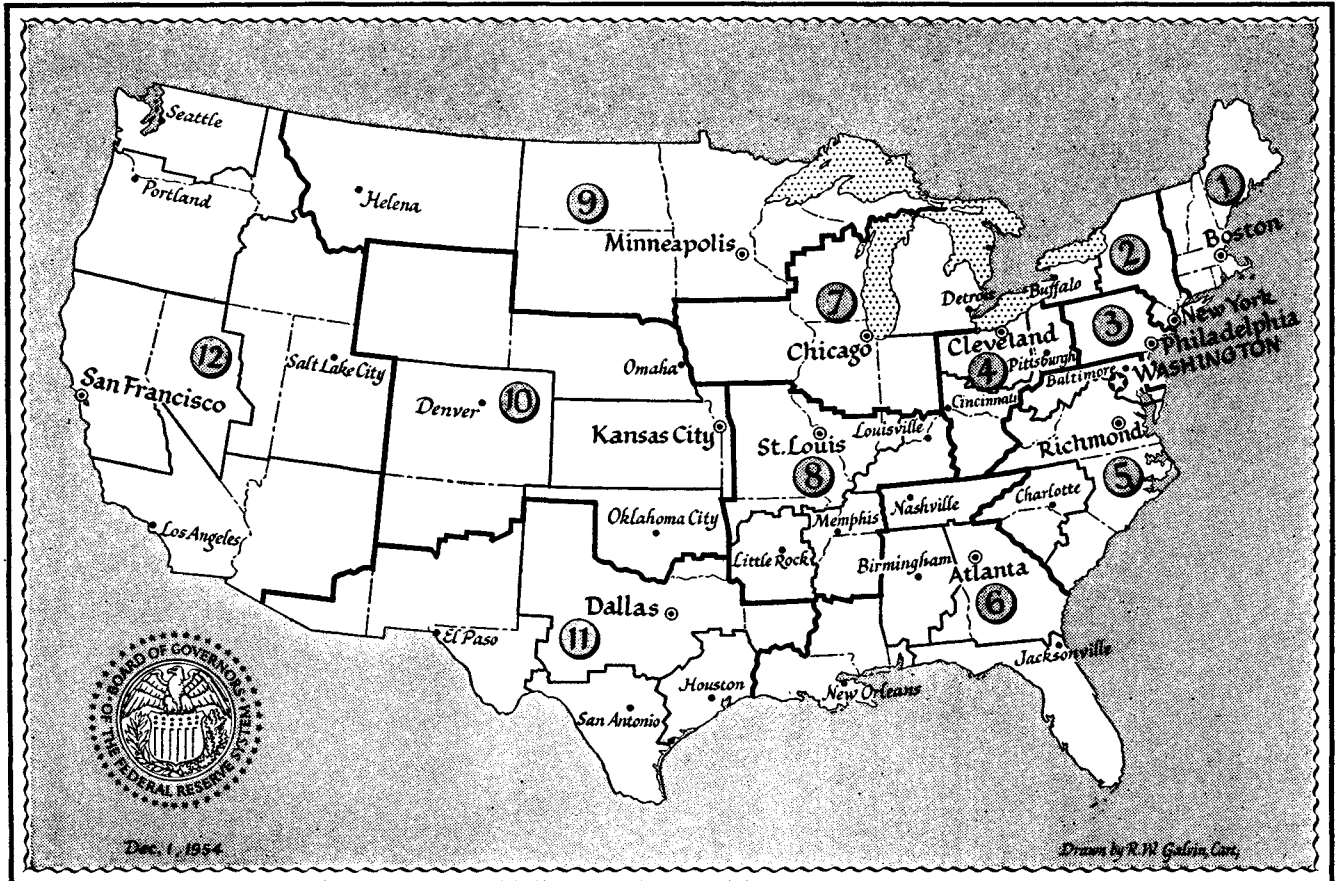 Seattle
Portland
Helena
9
Minneapolis
1
Boston
2
Buffalo
Detroit
7
Chicago
New York
3
Philadelphia
Cleveland
Pittsburgh
4
WASHINGTON
Baltimore
Cincinnati
12
Salt Lake City
San Francisco
Omaha
Denver
10
Kansas City
St. Louis
8
Louisville
Richmond
5
Los Angeles
Oklahoma City
Memphis
Nashville
Charlotte
Little Rock
Birmingham
Atlanta
6
Dallas
11
El Paso
Houston
San Antonio
New Orleans
Jacksonville
BOARD OF GOVERNORS
OF THE FEDERAL RESERVE SYSTEM
Dec. 1, 1954
Drawn by R.W. Galvin, Cart.